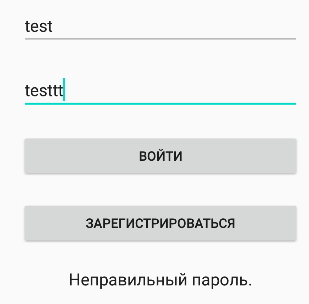 test
testtt
ВОЙТИ
ЗАРЕГИСТРИРОВАТЬСЯ
Неправильный пароль.